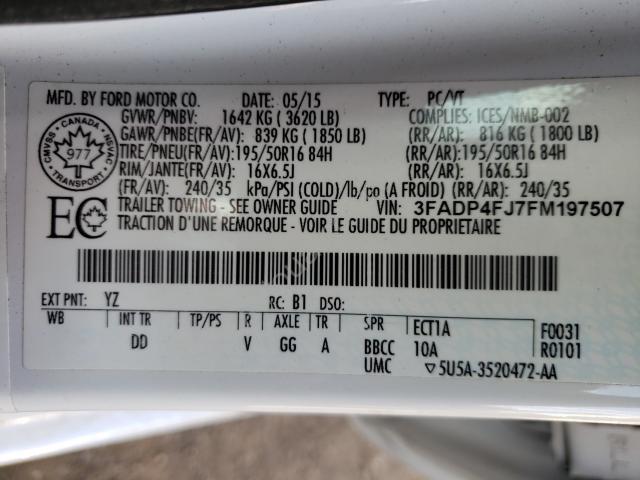 MFD. BY FORD MOTOR CO. DATE: 05/15 TYPE: PC/VT
GVWR/PNBV: 1642 KG ( 3620 LB) COMPLIES: ICES/NMB-002
GAWR/PNBE(FR/AV): 839 KG ( 1850 LB) (RR/AR): 816 KG ( 1800 LB)
TIRE/PNEU(FR/AV): 195/50R16 84H (RR/AR): 195/50R16 84H
RIM/JANTE(FR/AV): 16X6.5J (RR/AR): 16X6.5J
(FR/AV): 240/35 kPa/PSI (COLD)/lb/po (A FROID) (RR/AR): 240/35
TRAILER TOWING - SEE OWNER GUIDE VIN: 3FADP4FJ7FM197507
TRACTION D'UNE REMORQUE - VOIR GUIDE DU PROPRIETAIRE
CANADA
CMVSS NSVAC
977
TRANSPORT
EC
EXT PNT: YZ RC: B1 DSO:
WB INT TR TP/PS R AXLE TR SPR ECT1A F0031
DD V GG A BBCC 10A R0101
UMC ▽5U5A-3520472-AA